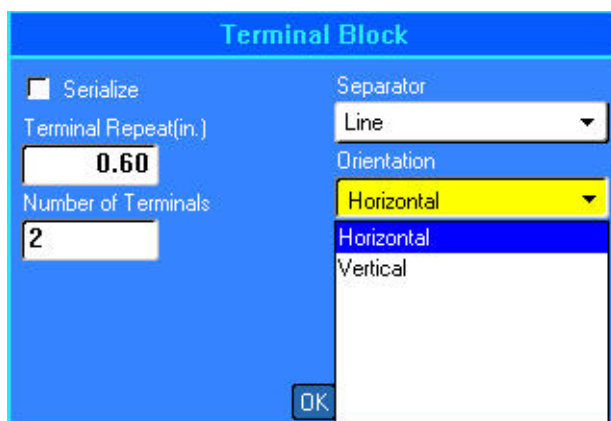 Terminal Block
Serialize
Terminal Repeat(in.)
0.60
Number of Terminals
2
Separator
Line
Orientation
Horizontal
Horizontal
Vertical
OK